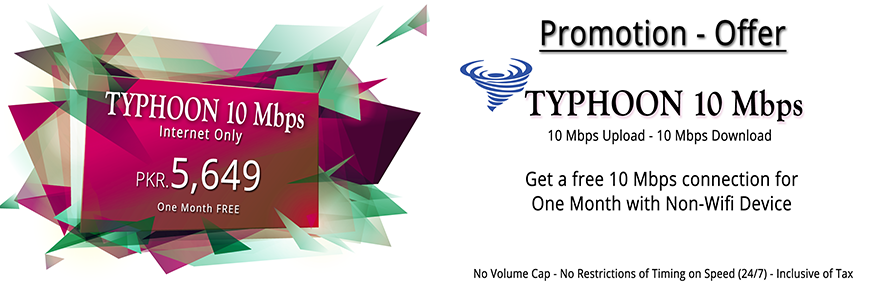 TYPHOON 10 Mbps
Internet Only
PKR.5,649
One Month FREE
Promotion - Offer
TYPHOON 10 Mbps
10 Mbps Upload - 10 Mbps Download
Get a free 10 Mbps connection for
One Month with Non-Wifi Device
No Volume Cap - No Restrictions of Timing on Speed (24/7) - Inclusive of Tax